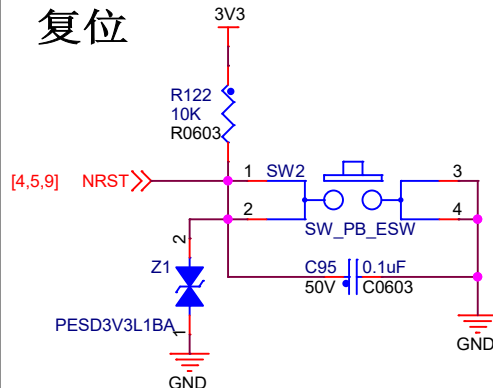 复位
3V3
R122
10K
R0603
[4,5,9] NRST
1 SW2 3
2 4
SW_PB_ESW
2
Z1
C95 0.1uF
50V C0603
PESD3V3L1BA
1
GND
GND